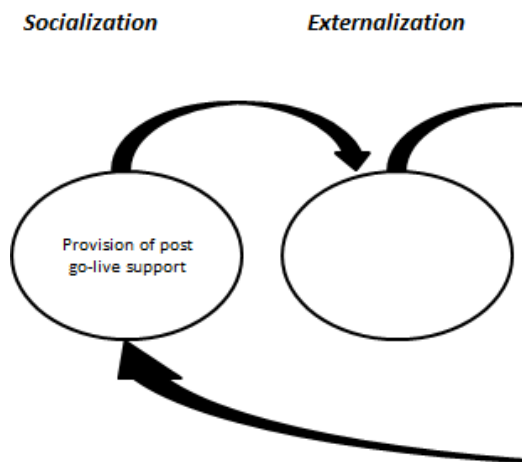 Socialization
Externalization
Provision of post
go-live support